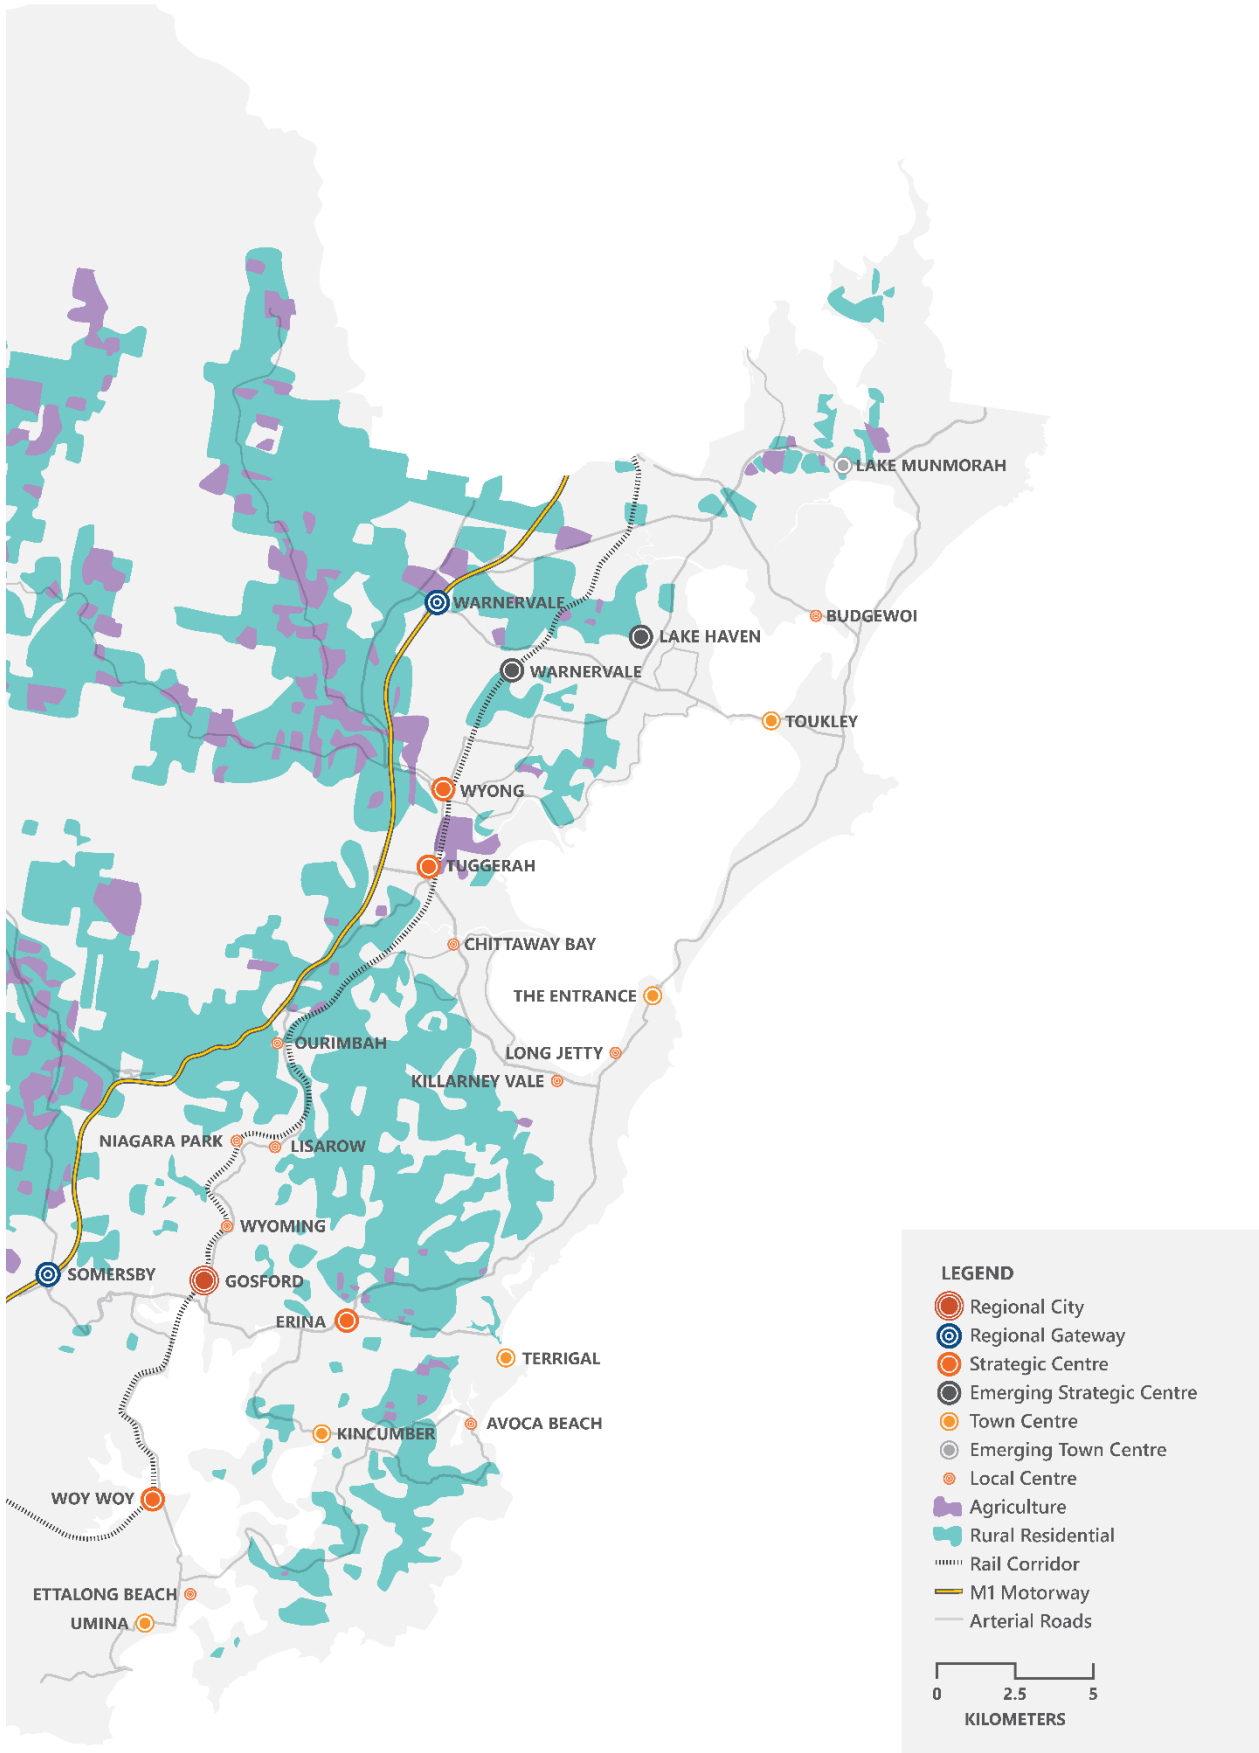 LAKE MUNMORAH
WARNERVALE
BUDGEWOI
LAKE HAVEN
WARNERVALE
TOUKLEY
WYONG
TUGGERAH
CHITTAWAY BAY
THE ENTRANCE
OURIMBAH
LONG JETTY
KILLARNEY VALE
NIAGARA PARK
LISAROW
WYOMING
SOMERSBY
GOSFORD
ERINA
TERRIGAL
AVOCA BEACH
KINCUMBER
WOY WOY
ETTALONG BEACH
UMINA
LEGEND
Regional City
Regional Gateway
Strategic Centre
Emerging Strategic Centre
Town Centre
Emerging Town Centre
Local Centre
Agriculture
Rural Residential
Rail Corridor
M1 Motorway
Arterial Roads
0 2.5 5
KILOMETERS